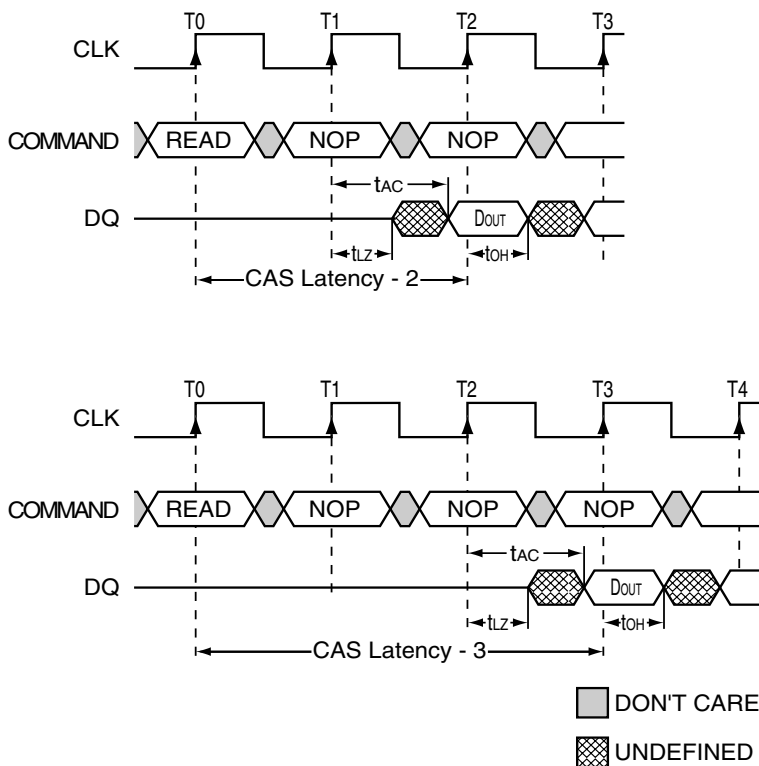 T0 T1 T2 T3
CLK
COMMAND READ NOP NOP
tAC
DQ DOUT
tLZ tOH
CAS Latency - 2
T0 T1 T2 T3 T4
CLK
COMMAND READ NOP NOP NOP
tAC
DQ DOUT
tLZ tOH
CAS Latency - 3
DON'T CARE
UNDEFINED